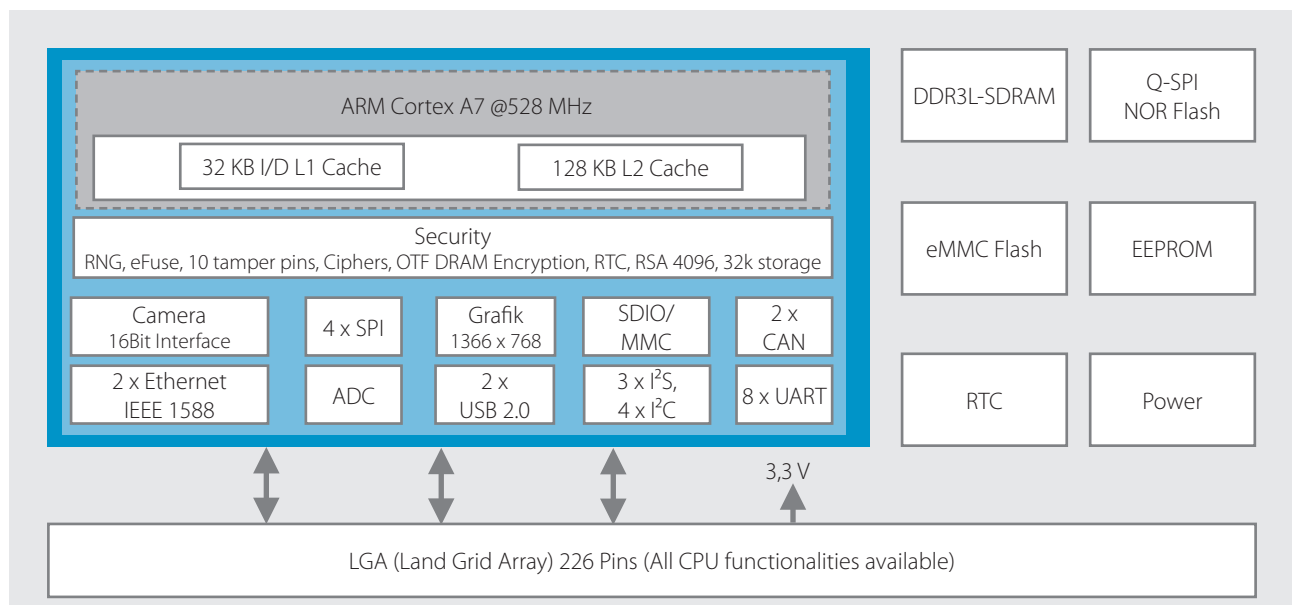 ARM Cortex A7 @528 MHz
32 KB I/D L1 Cache
128 KB L2 Cache
Security
RNG, eFuse, 10 tamper pins, Ciphers, OTF DRAM Encryption, RTC, RSA 4096, 32k storage
Camera
16Bit Interface
4 x SPI
Grafik
1366 x 768
SDIO/
MMC
2 x
CAN
2 x Ethernet
IEEE 1588
ADC
2 x
USB 2.0
3 x I²S,
4 x I²C
8 x UART
DDR3L-SDRAM
Q-SPI
NOR Flash
eMMC Flash
EEPROM
RTC
Power
3,3 V
LGA (Land Grid Array) 226 Pins (All CPU functionalities available)